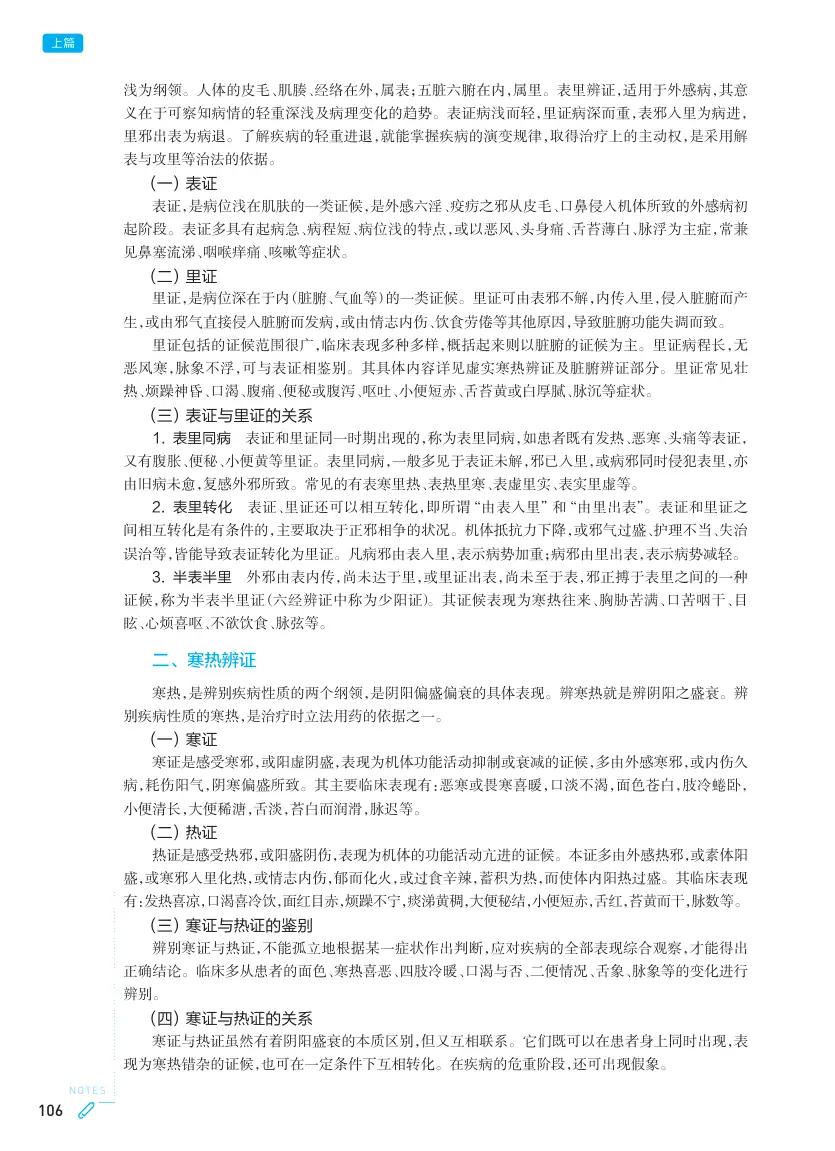 上篇
浅为纲领。人体的皮毛、肌腠、经络在外,属表;五脏六腑在内,属里。表里辨证,适用于外感病,其意
义在于可察知病情的轻重深浅及病理变化的趋势。表证病浅而轻,里证病深而重,表邪入里为病进,
里邪出表为病退。了解疾病的轻重进退,就能掌握疾病的演变规律,取得治疗上的主动权,是采用解
表与攻里等治法的依据。
(一)表证
表证,是病位浅在肌肤的一类证候,是外感六淫、疫疠之邪从皮毛、口鼻侵入机体所致的外感病初
起阶段。表证多具有起病急、病程短、病位浅的特点,或以恶风、头身痛、舌苔薄白、脉浮为主症,常兼
见鼻塞流涕、咽喉痒痛、咳嗽等症状。
(二)里证
里证,是病位深在于内(脏腑、气血等)的一类证候。里证可由表邪不解,内传入里,侵入脏腑而产
生,或由邪气直接侵入脏腑而发病,或由情志内伤、饮食劳倦等其他原因,导致脏腑功能失调而致。
里证包括的证候范围很广,临床表现多种多样,概括起来则以脏腑的证候为主。里证病程长,无
恶风寒,脉象不浮,可与表证相鉴别。其具体内容详见虚实寒热辨证及脏腑辨证部分。里证常见壮
热、烦躁神昏、口渴、腹痛、便秘或腹泻、呕吐、小便短赤、舌苔黄或白厚腻、脉沉等症状。
(三)表证与里证的关系
1. 表里同病 表证和里证同一时期出现的,称为表里同病,如患者既有发热、恶寒、头痛等表证,
又有腹胀、便秘、小便黄等里证。表里同病,一般多见于表证未解,邪已入里,或病邪同时侵犯表里,亦
由旧病未愈,复感外邪所致。常见的有表寒里热、表热里寒、表虚里实、表实里虚等。
2. 表里转化 表证、里证还可以相互转化,即所谓“由表入里”和“由里出表”。表证和里证之
间相互转化是有条件的,主要取决于正邪相争的状况。机体抵抗力下降,或邪气过盛、护理不当、失治
误治等,皆能导致表证转化为里证。凡病邪由表入里,表示病势加重;病邪由里出表,表示病势减轻。
3. 半表半里 外邪由表内传,尚未达于里,或里证出表,尚未至于表,邪正搏于表里之间的一种
证候,称为半表半里证(六经辨证中称为少阳证)。其证候表现为寒热往来、胸胁苦满、口苦咽干、目
眩、心烦喜呕、不欲饮食、脉弦等。
二、寒热辨证
寒热,是辨别疾病性质的两个纲领,是阴阳偏盛偏衰的具体表现。辨寒热就是辨阴阳之盛衰。辨
别疾病性质的寒热,是治疗时立法用药的依据之一。
(一)寒证
寒证是感受寒邪,或阳虚阴盛,表现为机体功能活动抑制或衰减的证候,多由外感寒邪,或内伤久
病,耗伤阳气,阴寒偏盛所致。其主要临床表现有:恶寒或畏寒喜暖,口淡不渴,面色苍白,肢冷蜷卧,
小便清长,大便稀溏,舌淡,苔白而润滑,脉迟等。
(二)热证
热证是感受热邪,或阳盛阴伤,表现为机体的功能活动亢进的证候。本证多由外感热邪,或素体阳
盛,或寒邪入里化热,或情志内伤,郁而化火,或过食辛辣,蓄积为热,而使体内阳热过盛。其临床表现
有:发热喜凉,口渴喜冷饮,面红目赤,烦躁不宁,痰涕黄稠,大便秘结,小便短赤,舌红,苔黄而干,脉数等。
(三)寒证与热证的鉴别
辨别寒证与热证,不能孤立地根据某一症状作出判断,应对疾病的全部表现综合观察,才能得出
正确结论。临床多从患者的面色、寒热喜恶、四肢冷暖、口渴与否、二便情况、舌象、脉象等的变化进行
辨别。
(四)寒证与热证的关系
寒证与热证虽然有着阴阳盛衰的本质区别,但又互相联系。它们既可以在患者身上同时出现,表
现为寒热错杂的证候,也可在一定条件下互相转化。在疾病的危重阶段,还可出现假象。
NOTES
106